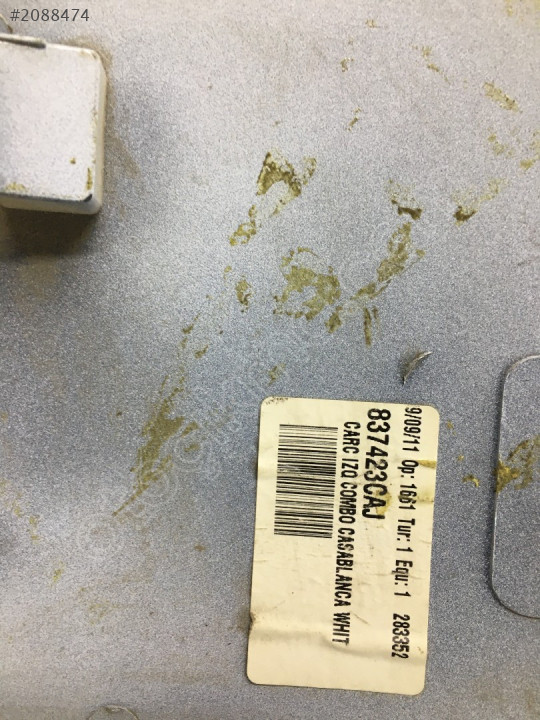 #2088474
9/09/11 Op: 1661 Tur: 1 Equ: 1 283352
837423CAJ
CARC IZQ COMBO CASABLANCA WHIT